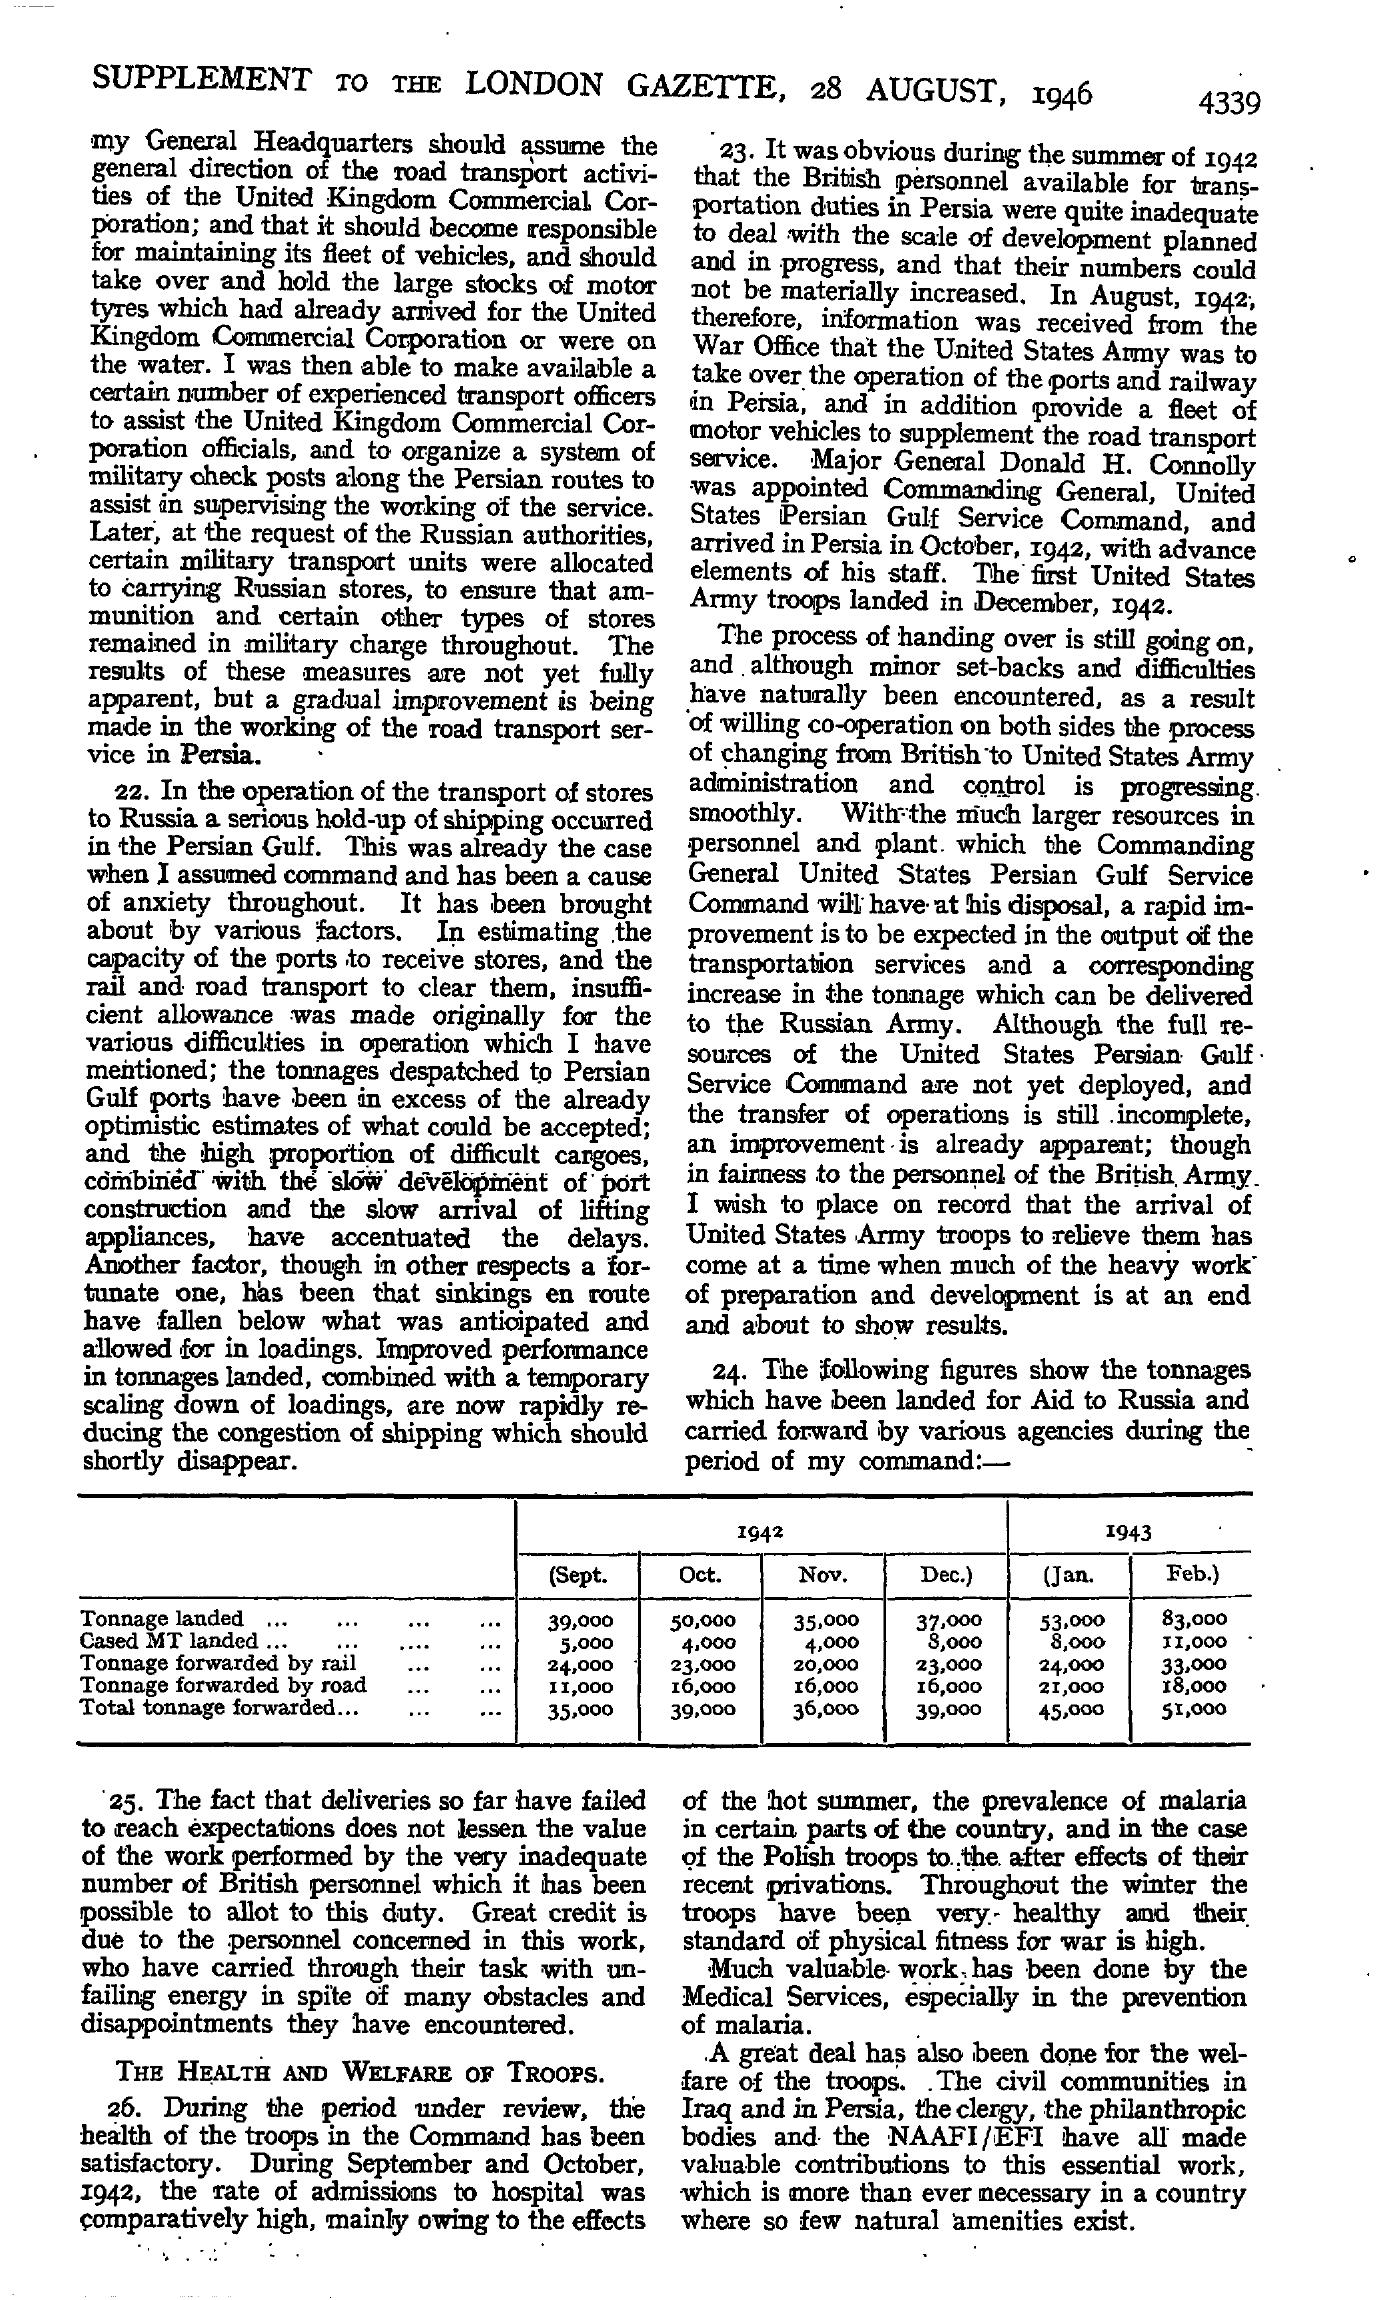 SUPPLEMENT TO THE LONDON GAZETTE, 28 AUGUST, 1946 4339
my General Headquarters should assume the
general direction of the road transport activi-
ties of the United Kingdom Commercial Cor-
poration; and that it should become responsible
for maintaining its fleet of vehicles, and should
take over and hold the large stocks of motor
tyres which had already arrived for the United
Kingdom Commercial Corporation or were on
the water. I was then able to make available a
certain number of experienced transport officers
to assist the United Kingdom Commercial Cor-
poration officials, and to organize a system of
military check posts along the Persian routes to
assist in supervising the working of the service.
Later, at the request of the Russian authorities,
certain military transport units were allocated
to carrying Russian stores, to ensure that am-
munition and certain other types of stores
remained in military charge throughout. The
results of these measures are not yet fully
apparent, but a gradual improvement is being
made in the working of the road transport ser-
vice in Persia.
22. In the operation of the transport of stores
to Russia a serious hold-up of shipping occurred
in the Persian Gulf. This was already the case
when I assumed command and has been a cause
of anxiety throughout. It has been brought
about by various factors. In estimating the
capacity of the ports to receive stores, and the
rail and road transport to clear them, insuffi-
cient allowance was made originally for the
various difficulties in operation which I have
mentioned; the tonnages despatched to Persian
Gulf ports have been in excess of the already
optimistic estimates of what could be accepted;
and the high proportion of difficult cargoes,
combined with the slow development of port
construction and the slow arrival of lifting
appliances, have accentuated the delays.
Another factor, though in other respects a for-
tunate one, has been that sinkings en route
have fallen below what was anticipated and
allowed for in loadings. Improved performance
in tonnages landed, combined with a temporary
scaling down of loadings, are now rapidly re-
ducing the congestion of shipping which should
shortly disappear.
23. It was obvious during the summer of 1942
that the British personnel available for trans-
portation duties in Persia were quite inadequate
to deal with the scale of development planned
and in progress, and that their numbers could
not be materially increased. In August, 1942,
therefore, information was received from the
War Office that the United States Army was to
take over the operation of the ports and railway
in Persia, and in addition provide a fleet of
motor vehicles to supplement the road transport
service. Major General Donald H. Connolly
was appointed Commanding General, United
States Persian Gulf Service Command, and
arrived in Persia in October, 1942, with advance
elements of his staff. The first United States
Army troops landed in December, 1942.
The process of handing over is still going on,
and although minor set-backs and difficulties
have naturally been encountered, as a result
of willing co-operation on both sides the process
of changing from British to United States Army
administration and control is progressing
smoothly. With the much larger resources in
personnel and plant which the Commanding
General United States Persian Gulf Service
Command will have at his disposal, a rapid im-
provement is to be expected in the output of the
transportation services and a corresponding
increase in the tonnage which can be delivered
to the Russian Army. Although the full re-
sources of the United States Persian Gulf
Service Command are not yet deployed, and
the transfer of operations is still incomplete,
an improvement is already apparent; though
in fairness to the personnel of the British Army
I wish to place on record that the arrival of
United States Army troops to relieve them has
come at a time when much of the heavy work
of preparation and development is at an end
and about to show results.
24. The following figures show the tonnages
which have been landed for Aid to Russia and
carried forward by various agencies during the
period of my command:—
1942 1943
(Sept. Oct. Nov. Dec.) (Jan. Feb.)
Tonnage landed ... ... ... ... 39,000 50,000 35,000 37,000 53,000 83,000
Cased MT landed ... ... .... ... 5,000 4,000 4,000 8,000 8,000 11,000
Tonnage forwarded by rail ... ... 24,000 23,000 20,000 23,000 24,000 33,000
Tonnage forwarded by road ... ... 11,000 16,000 16,000 16,000 21,000 18,000
Total tonnage forwarded... ... ... 35,000 39,000 36,000 39,000 45,000 51,000
25. The fact that deliveries so far have failed
to reach expectations does not lessen the value
of the work performed by the very inadequate
number of British personnel which it has been
possible to allot to this duty. Great credit is
due to the personnel concerned in this work,
who have carried through their task with un-
failing energy in spite of many obstacles and
disappointments they have encountered.
THE HEALTH AND WELFARE OF TROOPS.
26. During the period under review, the
health of the troops in the Command has been
satisfactory. During September and October,
1942, the rate of admissions to hospital was
comparatively high, mainly owing to the effects
of the hot summer, the prevalence of malaria
in certain parts of the country, and in the case
of the Polish troops to the after effects of their
recent privations. Throughout the winter the
troops have been very healthy and their
standard of physical fitness for war is high.
Much valuable work has been done by the
Medical Services, especially in the prevention
of malaria.
A great deal has also been done for the wel-
fare of the troops. The civil communities in
Iraq and in Persia, the clergy, the philanthropic
bodies and the NAAFI/EFI have all made
valuable contributions to this essential work,
which is more than ever necessary in a country
where so few natural amenities exist.